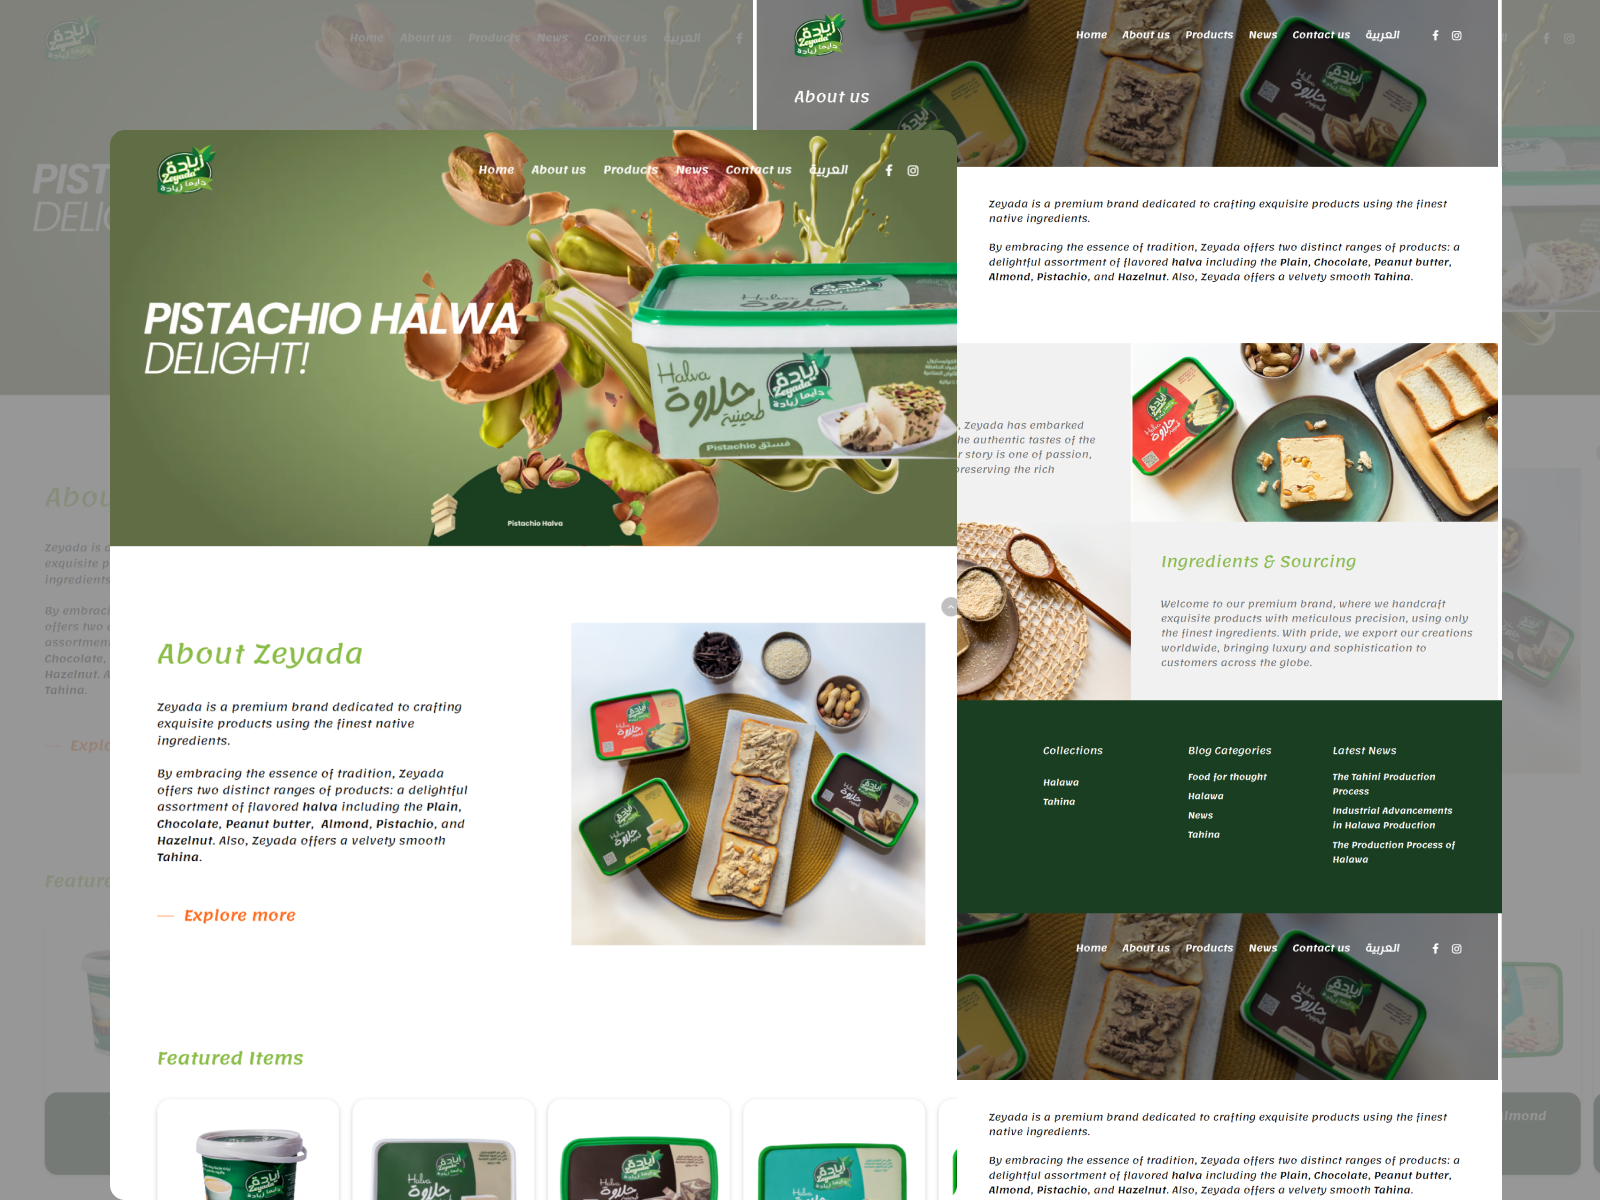 Home About us Products News Contact us العربية
PISTACHIO HALWA
DELIGHT!
Halva
حلاوة
طحينية
زيادة
Zeyada
دايما زيادة
Pistachio فستق
Pistachio Halva
About Zeyada
Zeyada is a premium brand dedicated to crafting
exquisite products using the finest native
ingredients.
By embracing the essence of tradition, Zeyada
offers two distinct ranges of products: a delightful
assortment of flavored halva including the Plain,
Chocolate, Peanut butter, Almond, Pistachio, and
Hazelnut. Also, Zeyada offers a velvety smooth
Tahina.
Explore more
Featured Items
Home About us Products News Contact us العربية
About us
Zeyada is a premium brand dedicated to crafting exquisite products using the finest
native ingredients.
By embracing the essence of tradition, Zeyada offers two distinct ranges of products: a
delightful assortment of flavored halva including the Plain, Chocolate, Peanut butter,
Almond, Pistachio, and Hazelnut. Also, Zeyada offers a velvety smooth Tahina.
, Zeyada has embarked
he authentic tastes of the
r story is one of passion,
preserving the rich
Ingredients & Sourcing
Welcome to our premium brand, where we handcraft
exquisite products with meticulous precision, using only
the finest ingredients. With pride, we export our creations
worldwide, bringing luxury and sophistication to
customers across the globe.
Collections
Halawa
Tahina
Blog Categories
Food for thought
Halawa
News
Tahina
Latest News
The Tahini Production
Process
Industrial Advancements
in Halawa Production
The Production Process of
Halawa
Home About us Products News Contact us العربية
Zeyada is a premium brand dedicated to crafting exquisite products using the finest
native ingredients.
By embracing the essence of tradition, Zeyada offers two distinct ranges of products: a
delightful assortment of flavored halva including the Plain, Chocolate, Peanut butter,
Almond, Pistachio, and Hazelnut. Also, Zeyada offers a velvety smooth Tahina.